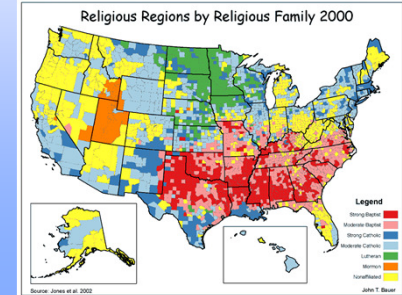 Religious Regions by Religious Family 2000
Legend
Strong Baptist
Moderate Baptist
Strong Catholic
Moderate Catholic
Lutheran
Mormon
Nonaffiliated
Source: Jones et al. 2002
John T. Bauer